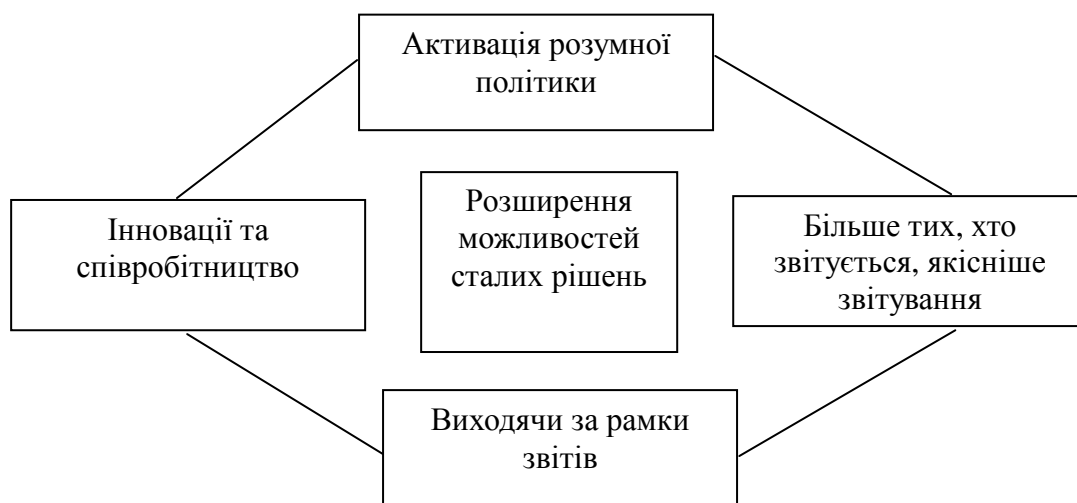 Активація розумної
політики
Інновації та
співробітництво
Розширення
можливостей
сталих рішень
Більше тих, хто
звітується, якісніше
звітування
Виходячи за рамки
звітів